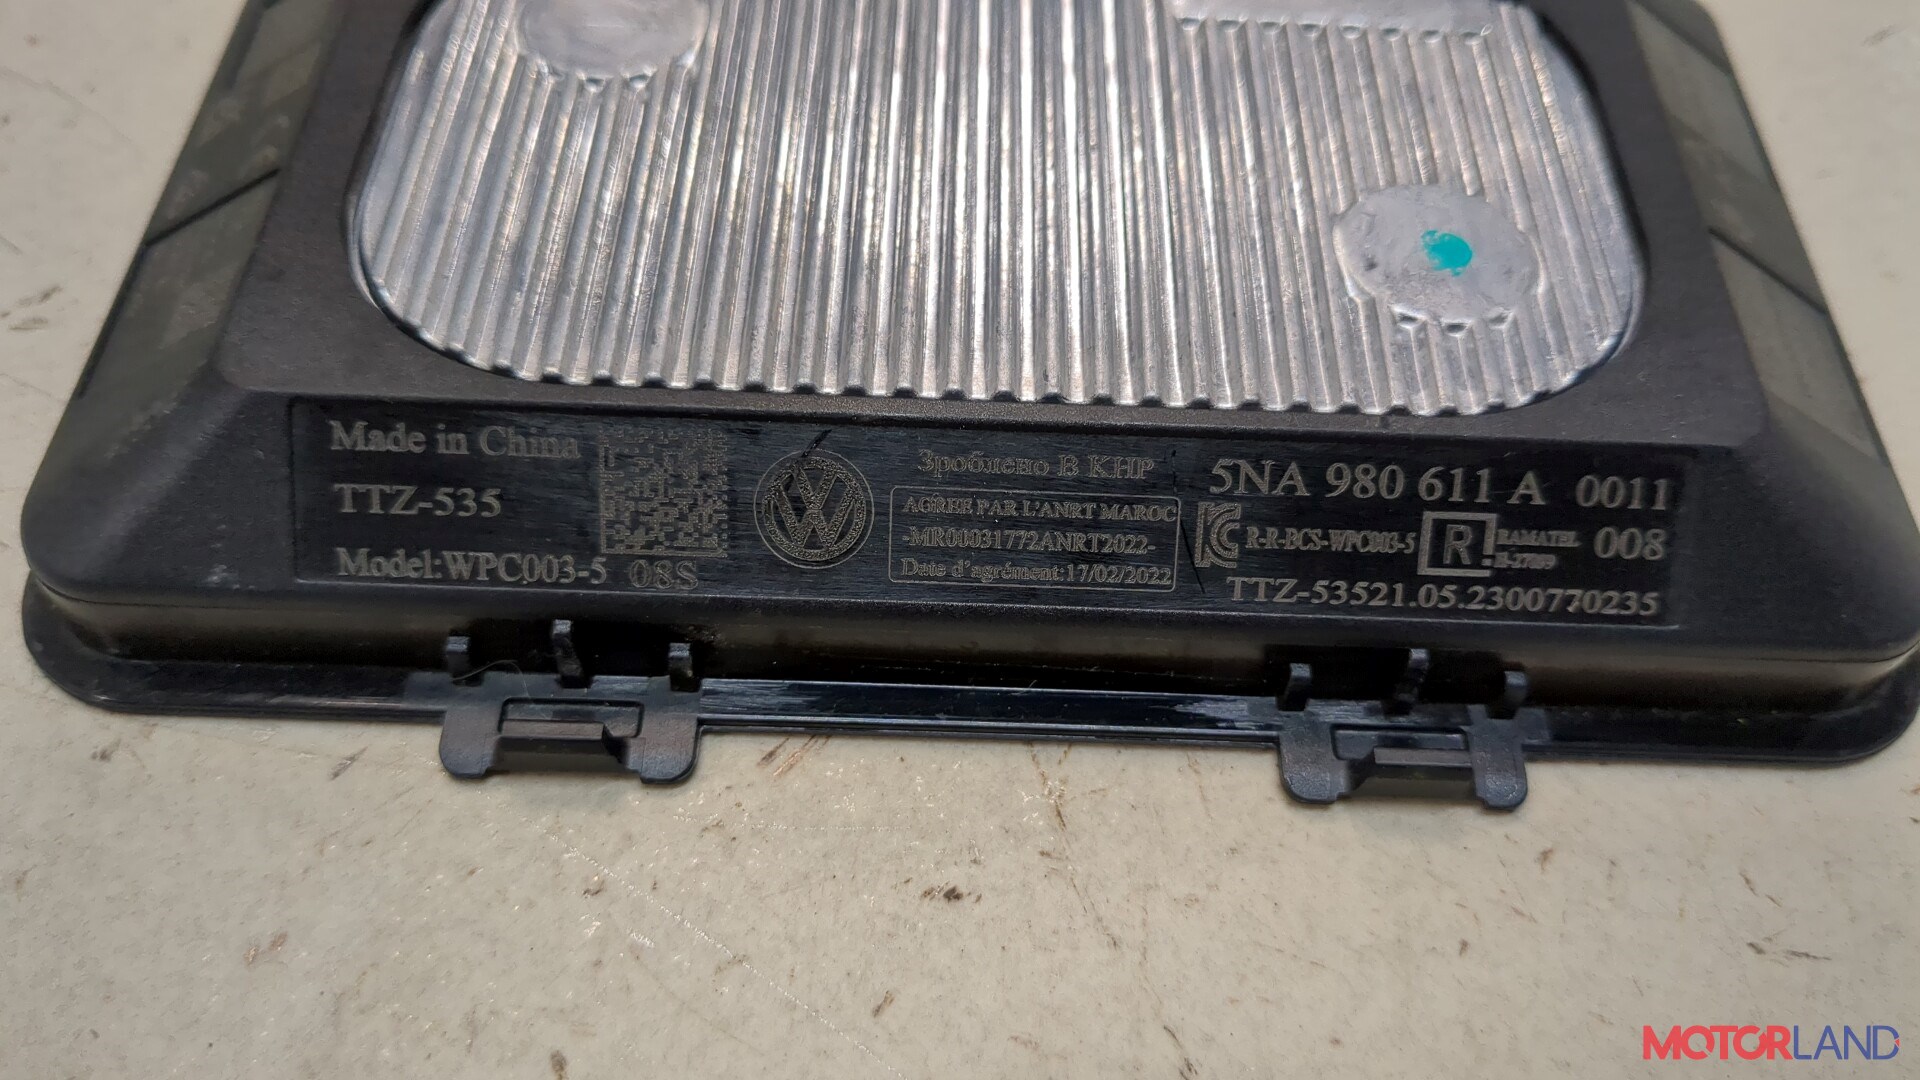 Made in China
TTZ-535
Model:WPC003-5 08S
Зроблено В КНР
AGREE PAR L'ANRT MAROC
-MR00031772ANRT2022-
Date d'agrément:17/02/2022
5NA 980 611 A 0011
R-R-BCS-WPC003-5
R
RAMATEL
008
TTZ-53521.05.2300770235
MOTORLAND